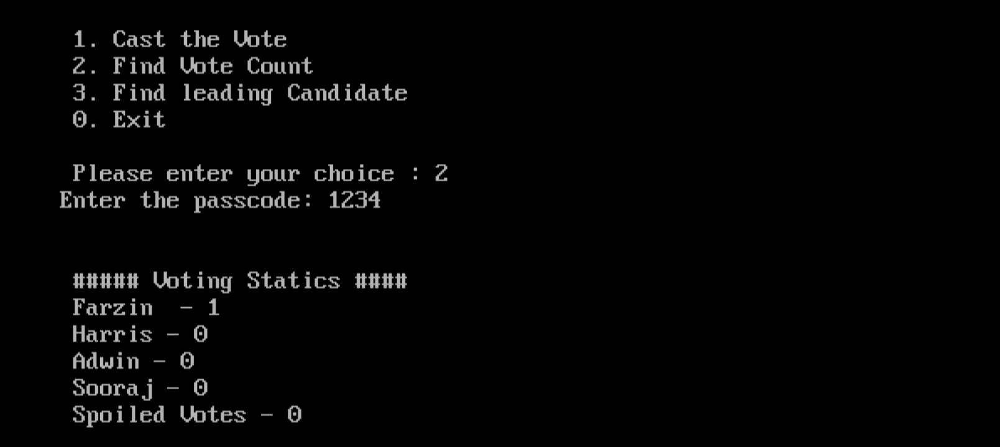 1. Cast the Vote
2. Find Vote Count
3. Find leading Candidate
0. Exit
Please enter your choice : 2
Enter the passcode: 1234
##### Voting Statics ####
Farzin  - 1
Harris - 0
Adwin - 0
Sooraj - 0
Spoiled Votes - 0